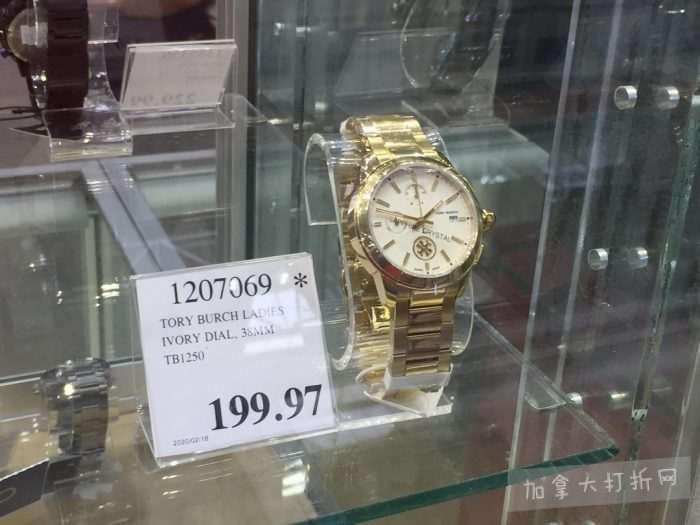 1207069 *
TORY BURCH LADIES
IVORY DIAL, 38MM
TB1250
199.97
2020/02/18
CRYSTAL
加拿大打折网